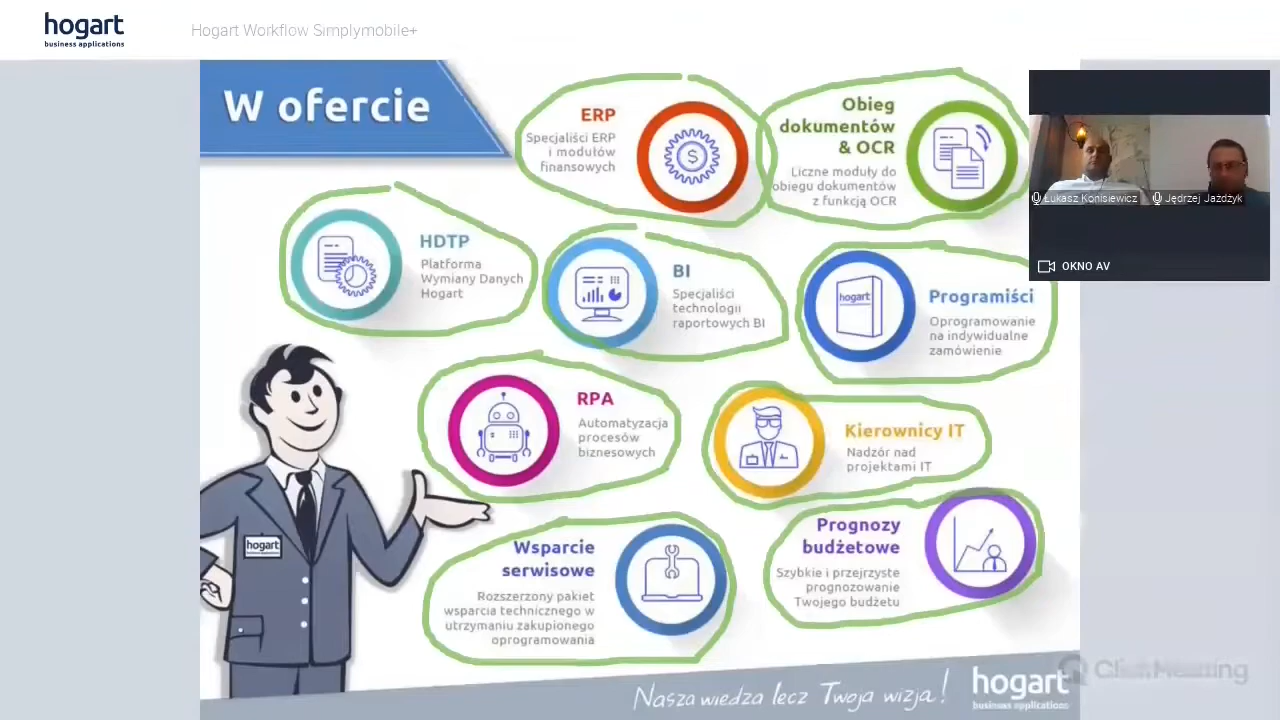 hogart
business applications
Hogart Workflow Simplymobile+
W ofercie
ERP
Specjaliści ERP
i modułów
finansowych
$
Obieg
dokumentów
& OCR
Liczne moduły do
obiegu dokumentów
z funkcją OCR
Łukasz Konisiewicz
Jędrzej Jażdżyk
OKNO AV
HDTP
Platforma
Wymiany Danych
Hogart
BI
Specjaliści
technologii
raportowych BI
hogart
Programiści
Oprogramowanie
na indywidualne
zamówienie
RPA
Automatyzacja
procesów
biznesowych
Kierownicy IT
Nadzór nad
projektami IT
hogart
Wsparcie
serwisowe
Rozszerzony pakiet
wsparcia technicznego w
utrzymaniu zakupionego
oprogramowania
Prognozy
budżetowe
Szybkie i przejrzyste
prognozowanie
Twojego budżetu
Nasza wiedza lecz Twoja wizja!
hogart
business applications
ClickMeeting